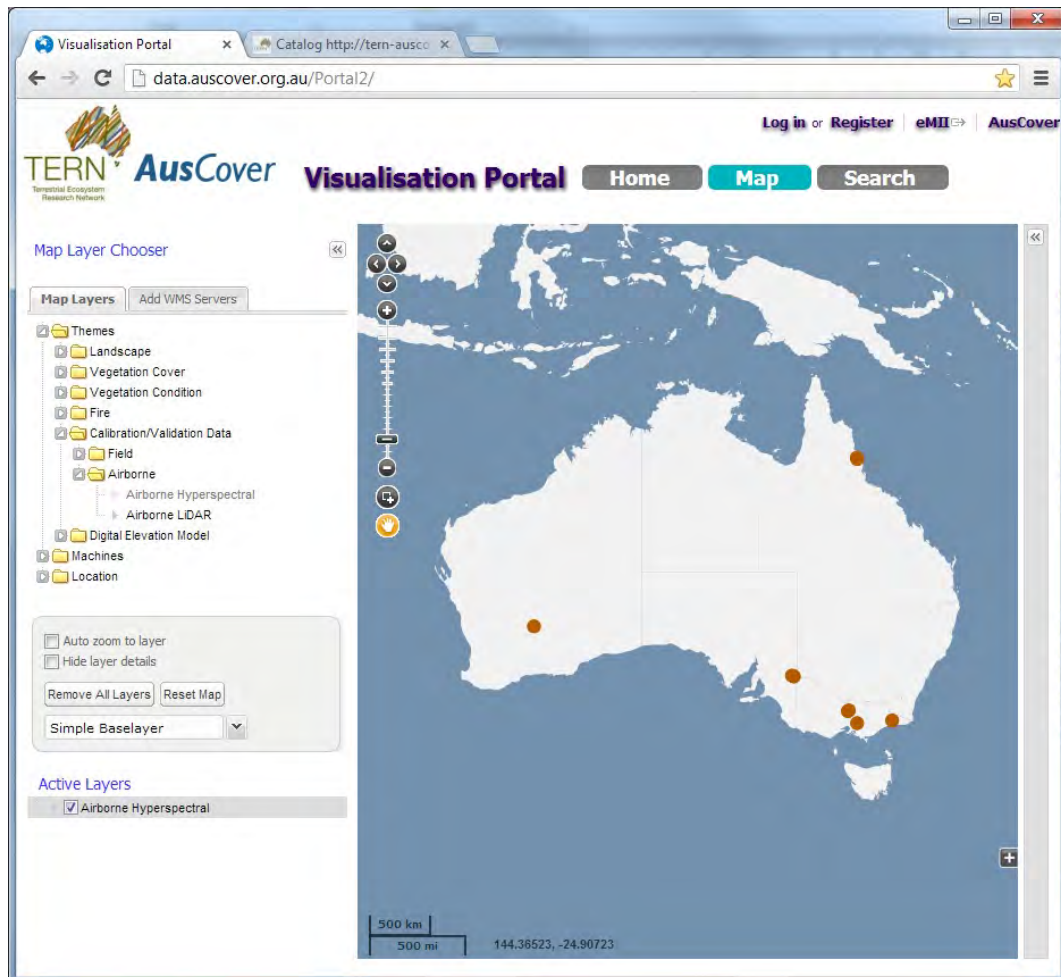 Visualisation Portal
Catalog http://tern-ausco
data.auscover.org.au/Portal2/
Log in or Register eMII AusCover
TERN AusCover
Terrestrial Ecosystem
Research Network
Visualisation Portal Home Map Search
Map Layer Chooser
Map Layers Add WMS Servers
Themes
Landscape
Vegetation Cover
Vegetation Condition
Fire
Calibration/Validation Data
Field
Airborne
Airborne Hyperspectral
Airborne LiDAR
Digital Elevation Model
Machines
Location
Auto zoom to layer
Hide layer details
Remove All Layers Reset Map
Simple Baselayer
Active Layers
Airborne Hyperspectral
500 km
500 mi
144.36523, -24.90723